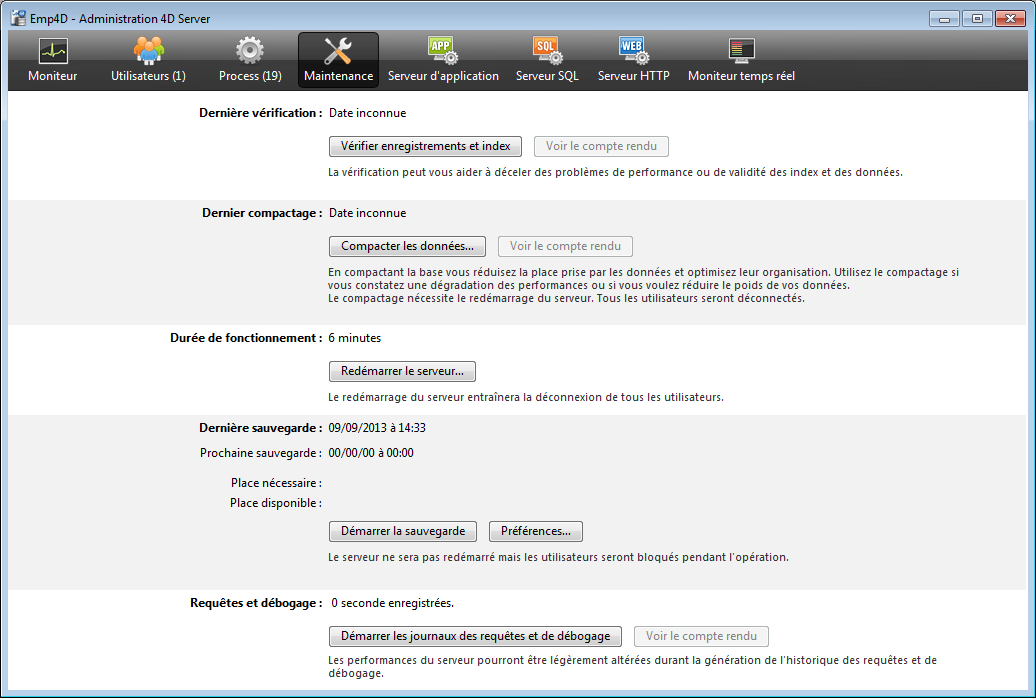 Emp4D - Administration 4D Server
Moniteur
Utilisateurs (1)
Process (19)
Maintenance
APP
Serveur d'application
SQL
Serveur SQL
WEB
Serveur HTTP
Moniteur temps réel
Dernière vérification : Date inconnue
Vérifier enregistrements et index Voir le compte rendu
La vérification peut vous aider à déceler des problèmes de performance ou de validité des index et des données.
Dernier compactage : Date inconnue
Compacter les données... Voir le compte rendu
En compactant la base vous réduisez la place prise par les données et optimisez leur organisation. Utilisez le compactage si
vous constatez une dégradation des performances ou si vous voulez réduire le poids de vos données.
Le compactage nécessite le redémarrage du serveur. Tous les utilisateurs seront déconnectés.
Durée de fonctionnement : 6 minutes
Redémarrer le serveur...
Le redémarrage du serveur entraînera la déconnexion de tous les utilisateurs.
Dernière sauvegarde : 09/09/2013 à 14:33
Prochaine sauvegarde : 00/00/00 à 00:00
Place nécessaire :
Place disponible :
Démarrer la sauvegarde Préférences...
Le serveur ne sera pas redémarré mais les utilisateurs seront bloqués pendant l'opération.
Requêtes et débogage : 0 seconde enregistrées.
Démarrer les journaux des requêtes et de débogage Voir le compte rendu
Les performances du serveur pourront être légèrement altérées durant la génération de l'historique des requêtes et de
débogage.